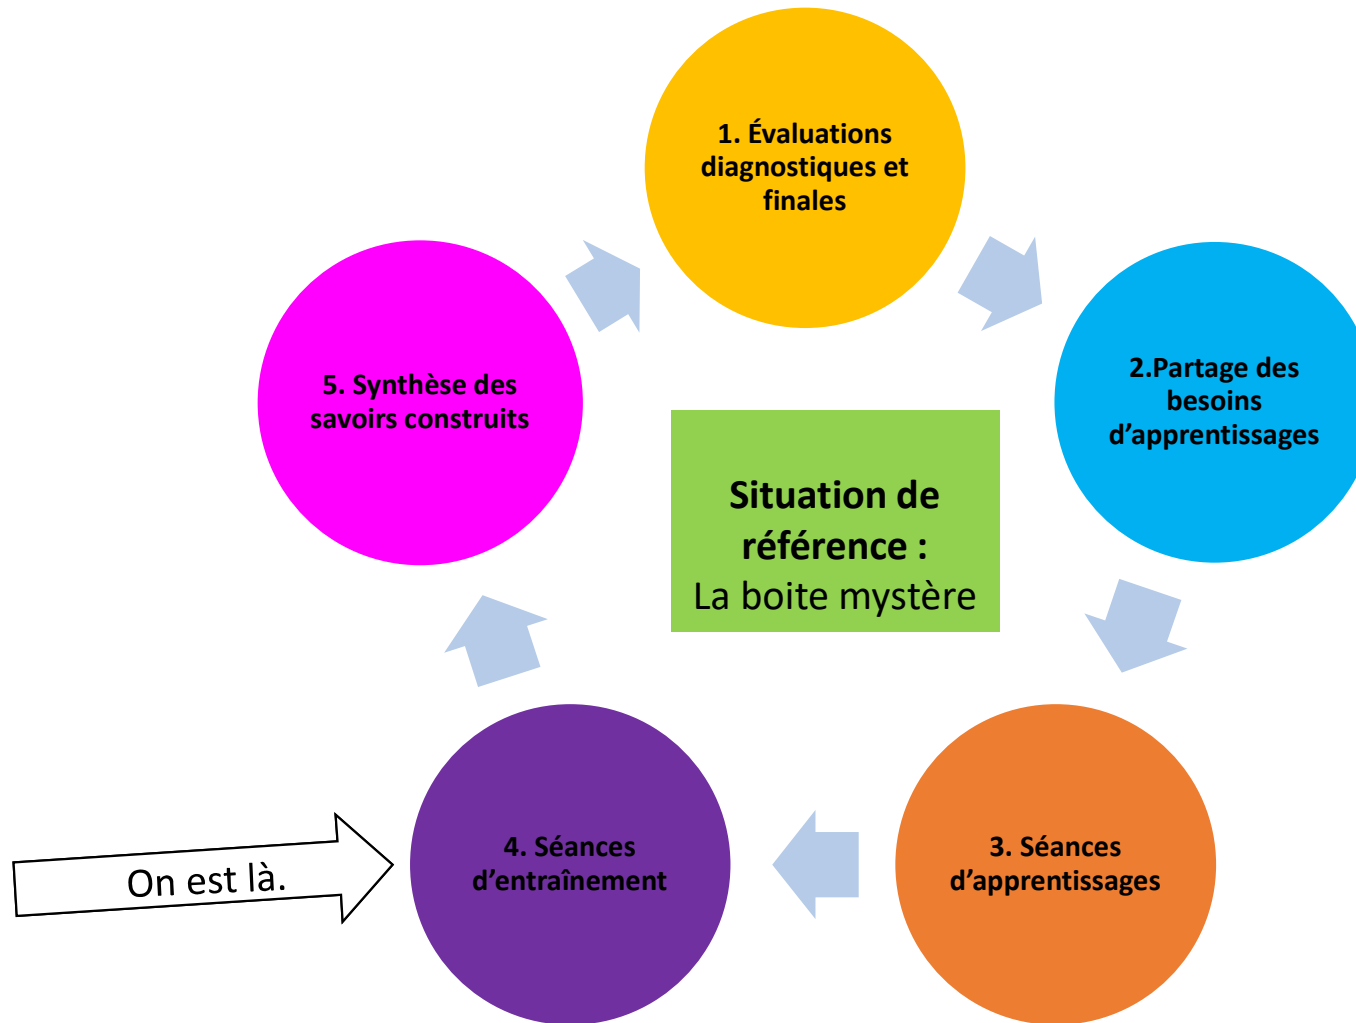 1. Évaluations
diagnostiques et
finales
2.Partage des
besoins
d’apprentissages
3. Séances
d’apprentissages
4. Séances
d’entraînement
5. Synthèse des
savoirs construits
Situation de
référence :
La boite mystère
On est là.